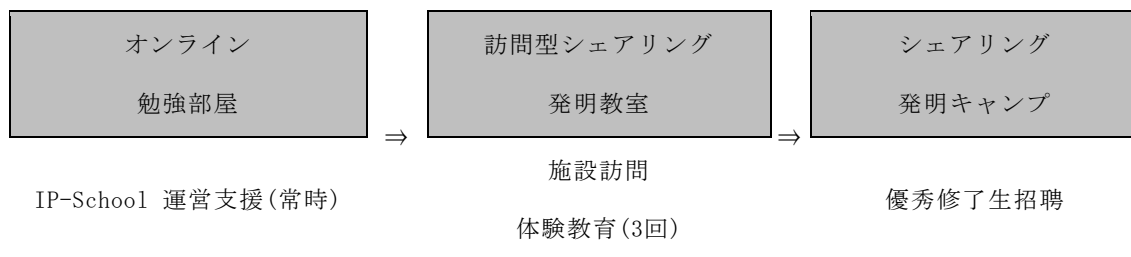 オンライン
勉強部屋
⇒
訪問型シェアリング
発明教室
⇒
シェアリング
発明キャンプ
IP-School 運営支援(常時)
施設訪問
体験教育(3回)
優秀修了生招聘